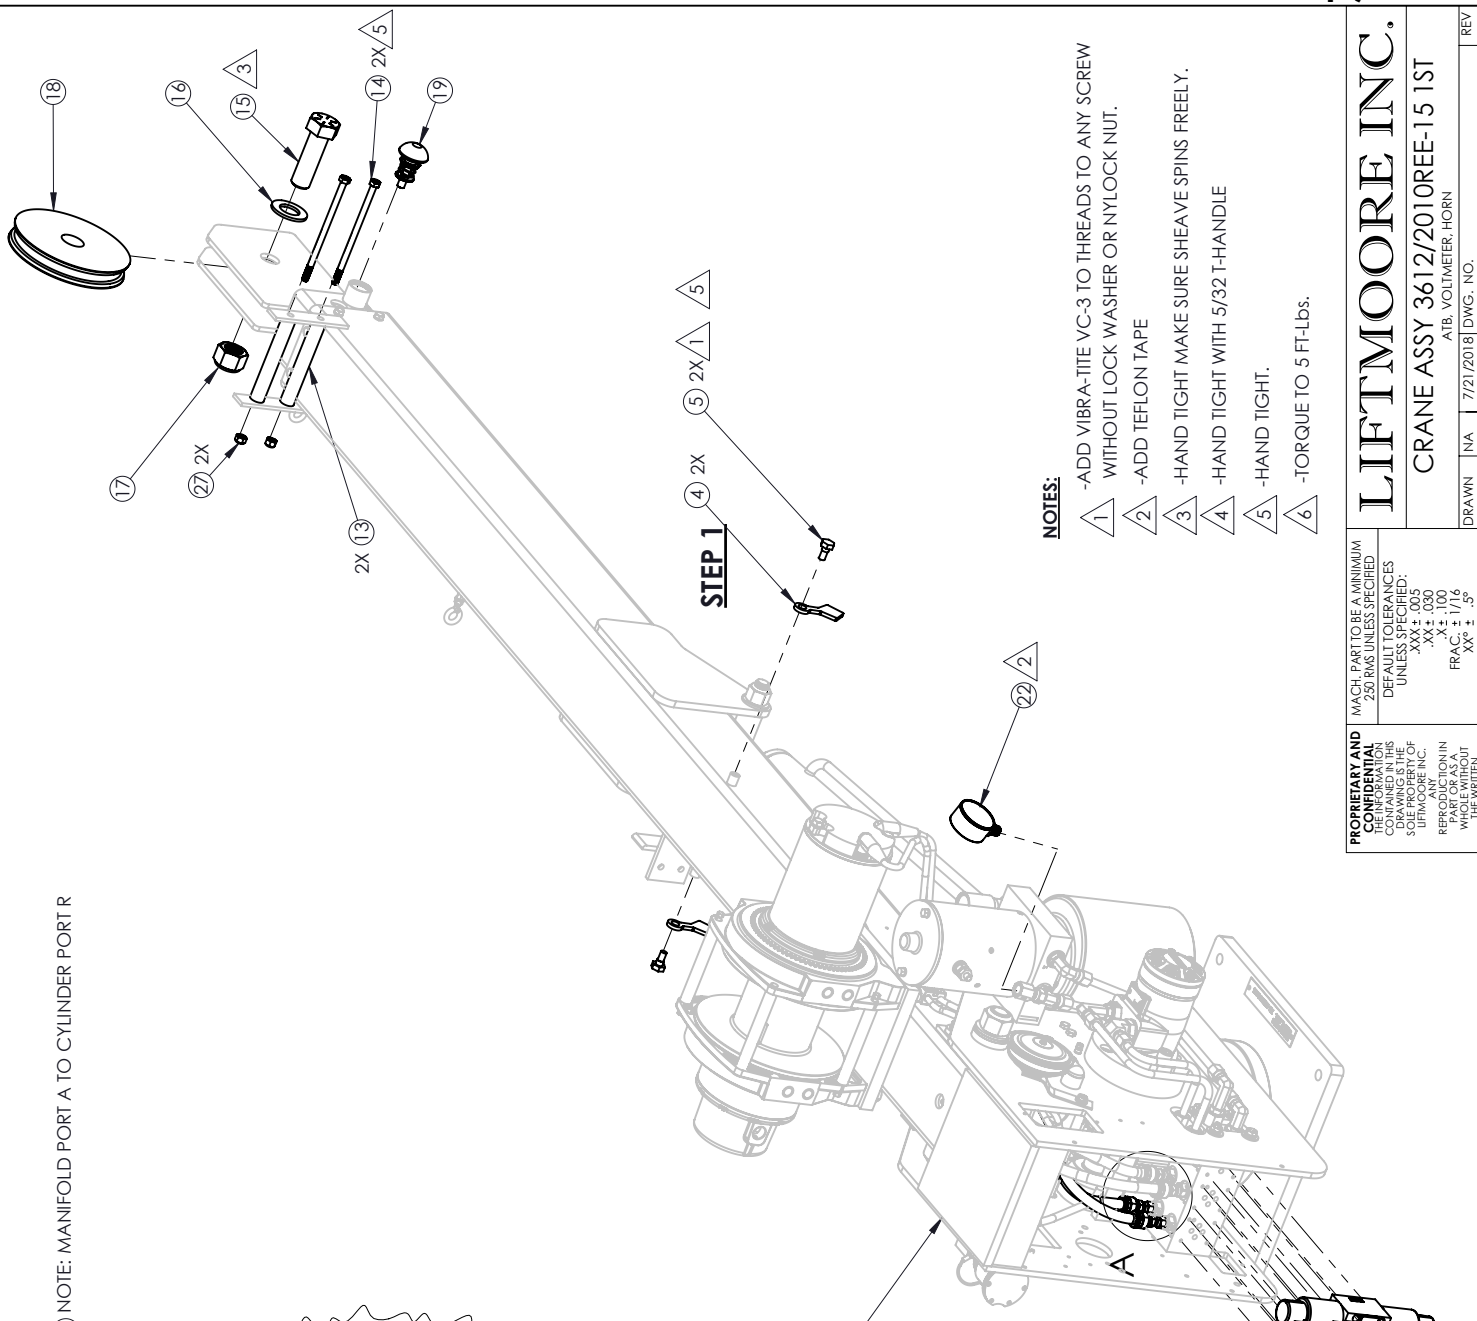 18
16
15
3
14
2X
5
19
17
27
2X
2X
13
5
2X
1
5
4
2X
STEP 1
22
2
NOTE: MANIFOLD PORT A TO CYLINDER PORT R
A
NOTES:
1 -ADD VIBRA-TITE VC-3 TO THREADS TO ANY SCREW
WITHOUT LOCK WASHER OR NYLOCK NUT.
2 -ADD TEFLON TAPE
3 -HAND TIGHT MAKE SURE SHEAVE SPINS FREELY.
4 -HAND TIGHT WITH 5/32 T-HANDLE
5 -HAND TIGHT.
6 -TORQUE TO 5 FT-Lbs.
PROPRIETARY AND
CONFIDENTIAL
THE INFORMATION
CONTAINED IN THIS
DRAWING IS THE
SOLE PROPERTY OF
LIFTMOORE INC.
ANY
REPRODUCTION IN
PART OR AS A
WHOLE WITHOUT
THE WRITTEN
MACH. PART TO BE A MINIMUM
250 RMS UNLESS SPECIFIED
DEFAULT TOLERANCES
UNLESS SPECIFIED:
.XXX ± .005
.XX ± .030
.X ± .100
FRAC. ± 1/16
XX° ± .5°
LIFTMOORE INC.
CRANE ASSY 3612/2010REE-15 1ST
ATB, VOLTMETER, HORN
DRAWN NA 7/21/2018 DWG. NO. REV